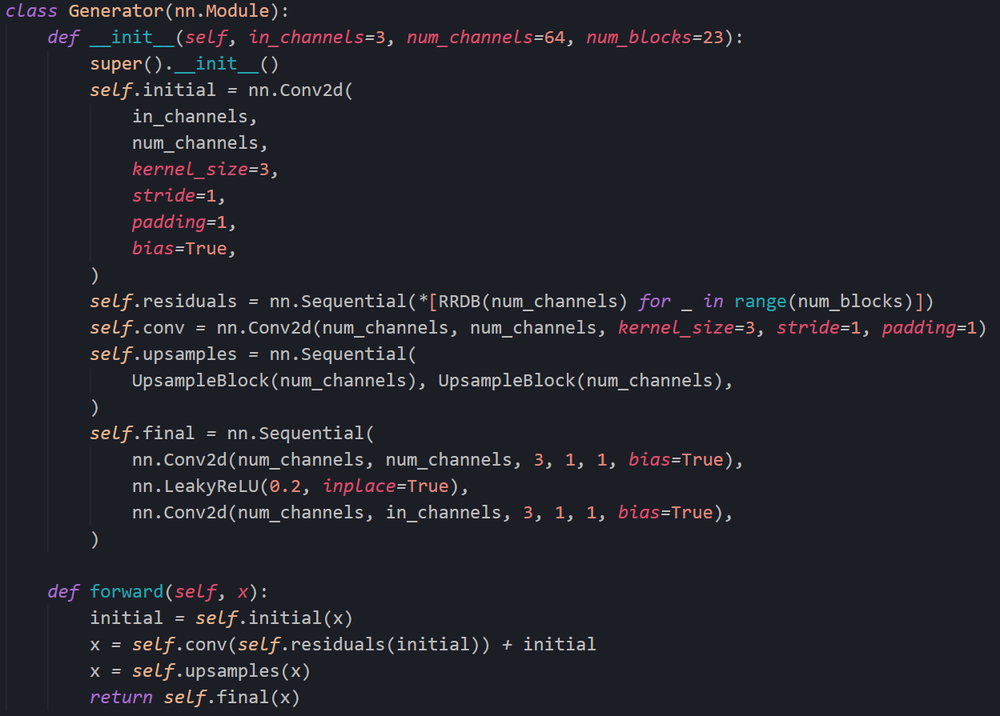 class Generator(nn.Module):
    def __init__(self, in_channels=3, num_channels=64, num_blocks=23):
        super().__init__()
        self.initial = nn.Conv2d(
            in_channels,
            num_channels,
            kernel_size=3,
            stride=1,
            padding=1,
            bias=True,
        )
        self.residuals = nn.Sequential(*[RRDB(num_channels) for _ in range(num_blocks)])
        self.conv = nn.Conv2d(num_channels, num_channels, kernel_size=3, stride=1, padding=1)
        self.upsamples = nn.Sequential(
            UpsampleBlock(num_channels), UpsampleBlock(num_channels),
        )
        self.final = nn.Sequential(
            nn.Conv2d(num_channels, num_channels, 3, 1, 1, bias=True),
            nn.LeakyReLU(0.2, inplace=True),
            nn.Conv2d(num_channels, in_channels, 3, 1, 1, bias=True),
        )

    def forward(self, x):
        initial = self.initial(x)
        x = self.conv(self.residuals(initial)) + initial
        x = self.upsamples(x)
        return self.final(x)